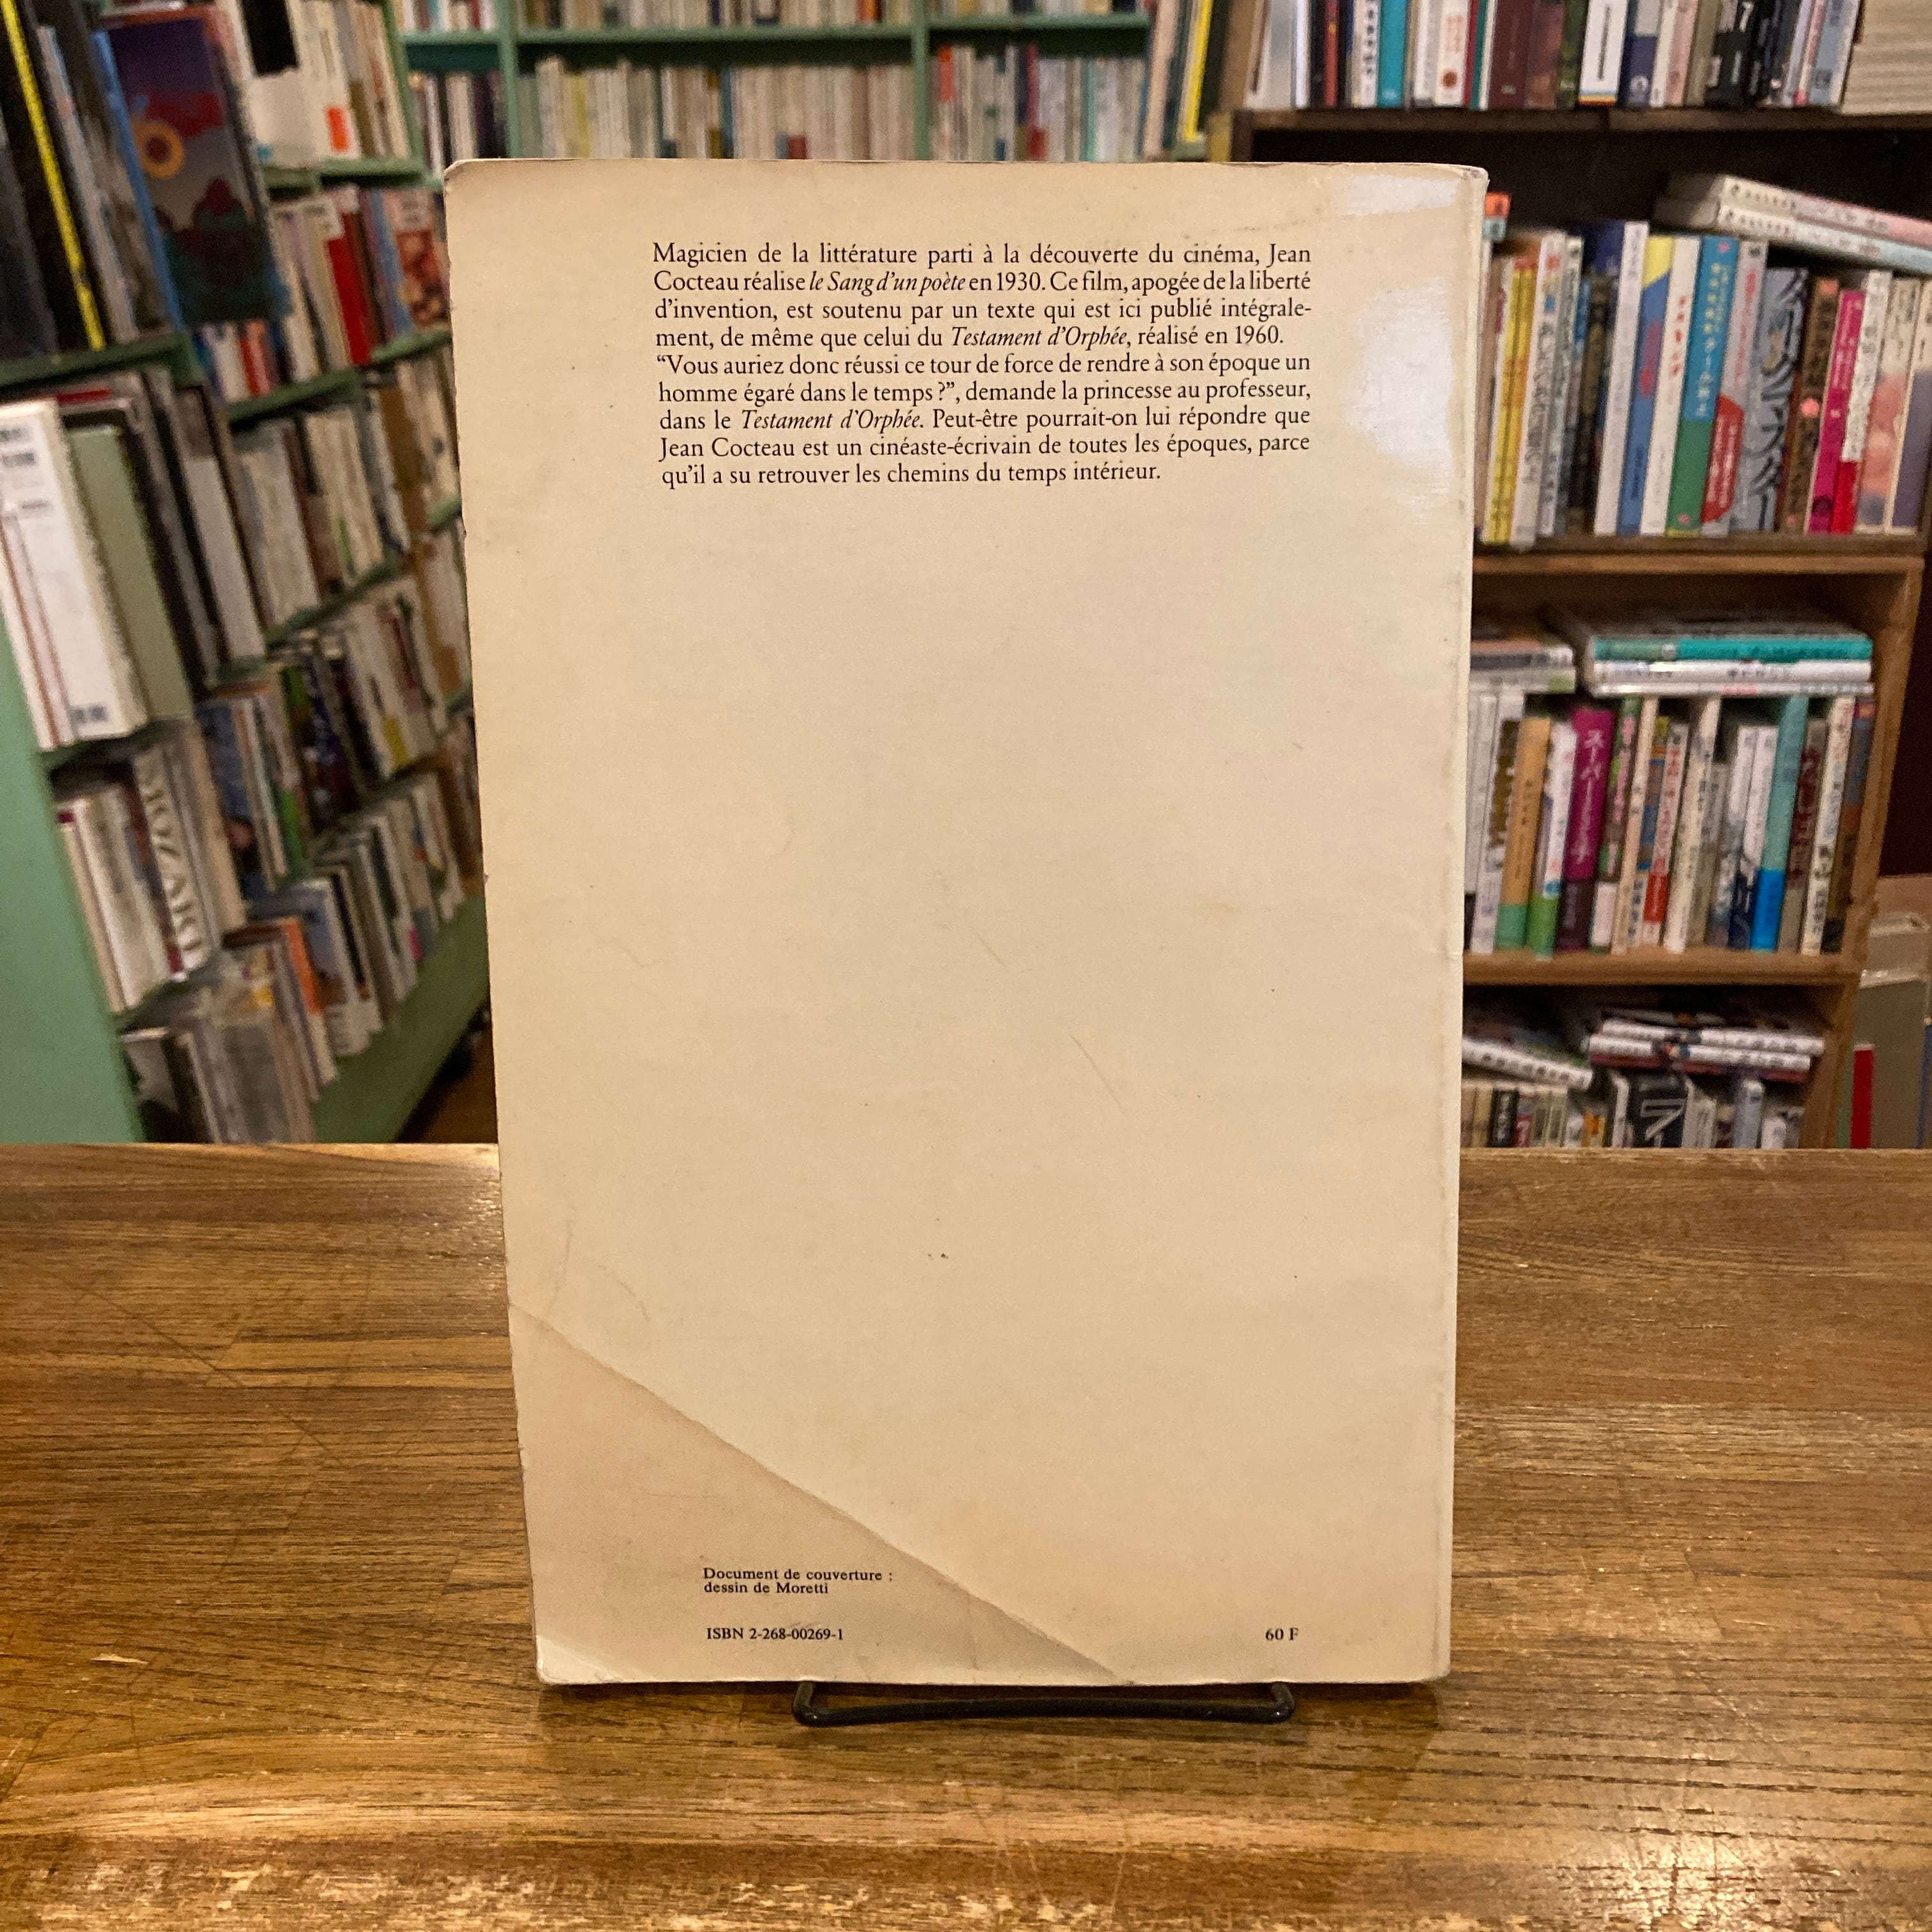 Magicien de la littérature parti à la découverte du cinéma, Jean
Cocteau réalise le Sang d'un poète en 1930. Ce film, apogée de la liberté
d'invention, est soutenu par un texte qui est ici publié intégrale-
ment, de même que celui du Testament d'Orphée, réalisé en 1960.
“Vous auriez donc réussi ce tour de force de rendre à son époque un
homme égaré dans le temps ?”, demande la princesse au professeur,
dans le Testament d'Orphée. Peut-être pourrait-on lui répondre que
Jean Cocteau est un cinéaste-écrivain de toutes les époques, parce
qu'il a su retrouver les chemins du temps intérieur.
Document de couverture :
dessin de Moretti
ISBN 2-268-00269-1
60 F
MOZART